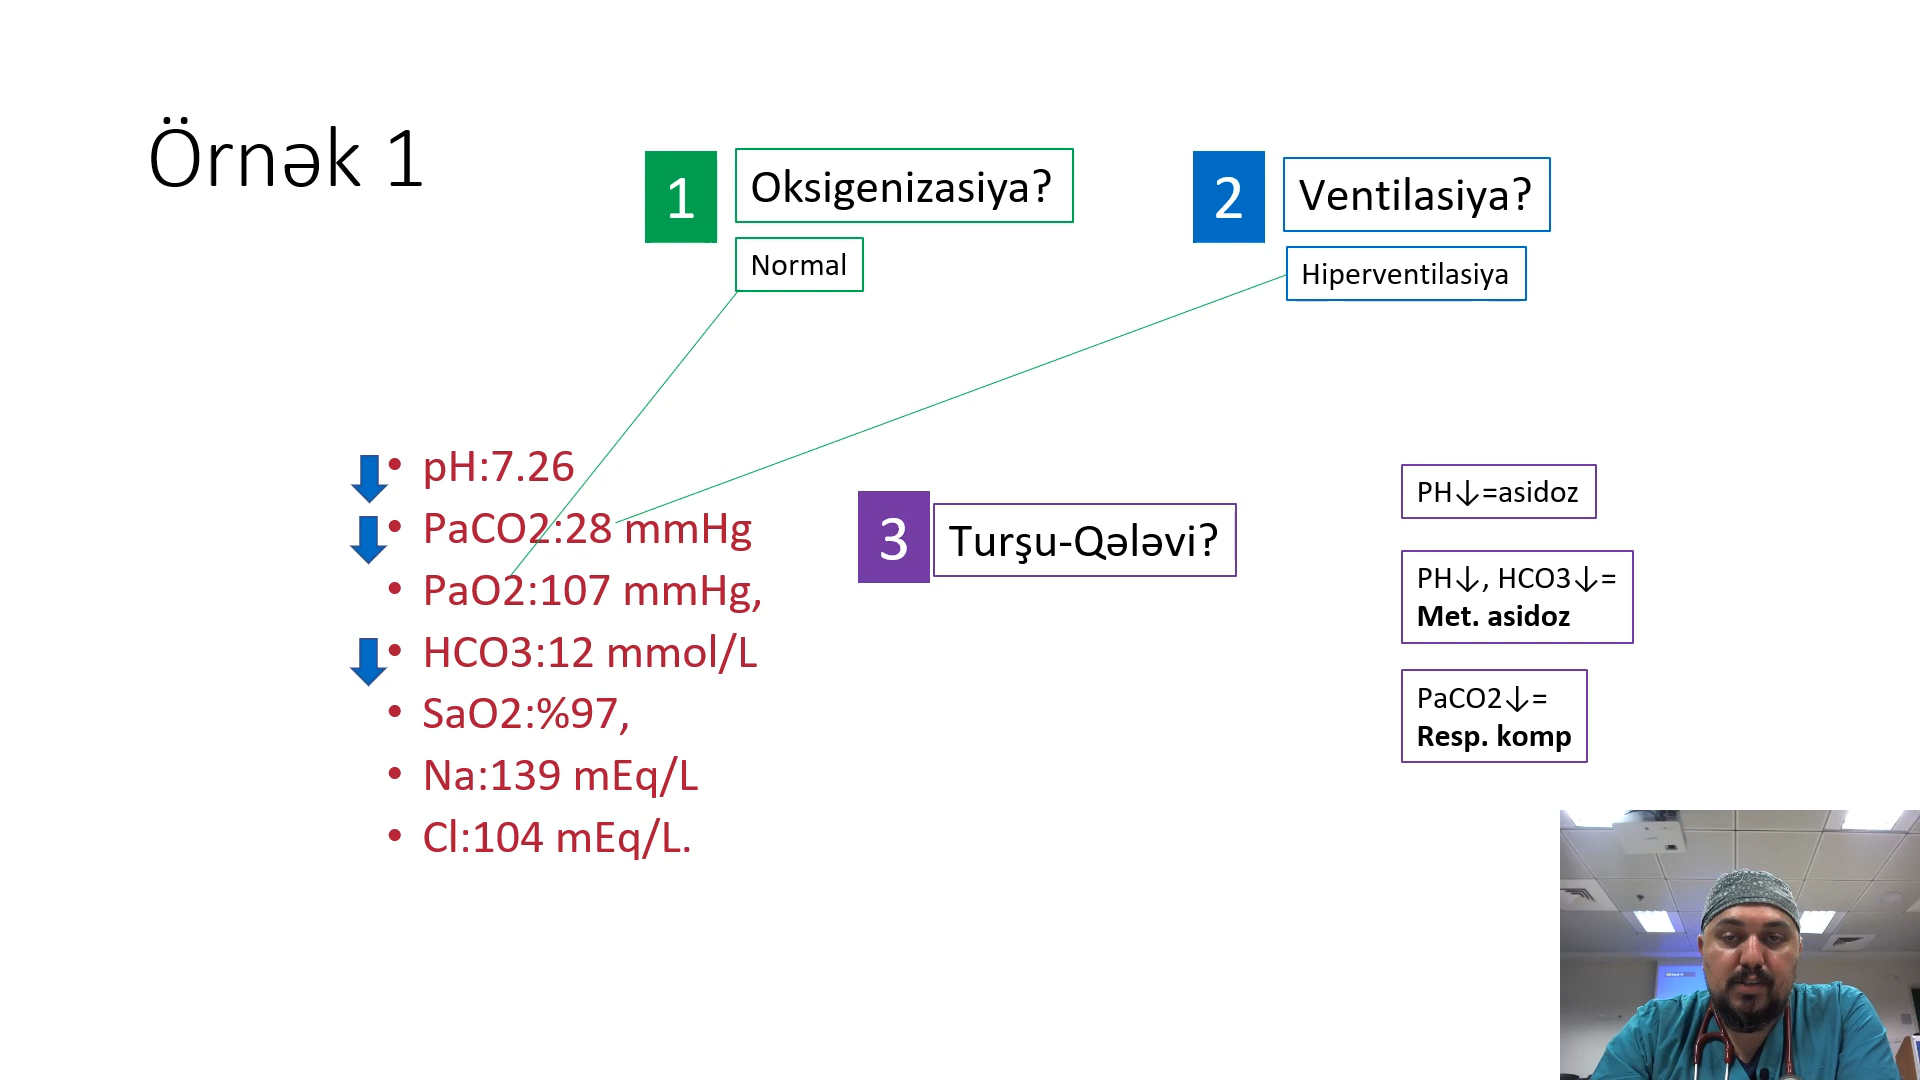 Örnək 1
1
Oksigenizasiya?
Normal
2
Ventilasiya?
Hiperventilasiya
• pH:7.26
• PaCO2:28 mmHg
• PaO2:107 mmHg,
• HCO3:12 mmol/L
• SaO2:%97,
• Na:139 mEq/L
• Cl:104 mEq/L.
3
Turşu-Qələvi?
PH↓=asidoz
PH↓, HCO3↓=
Met. asidoz
PaCO2↓=
Resp. komp